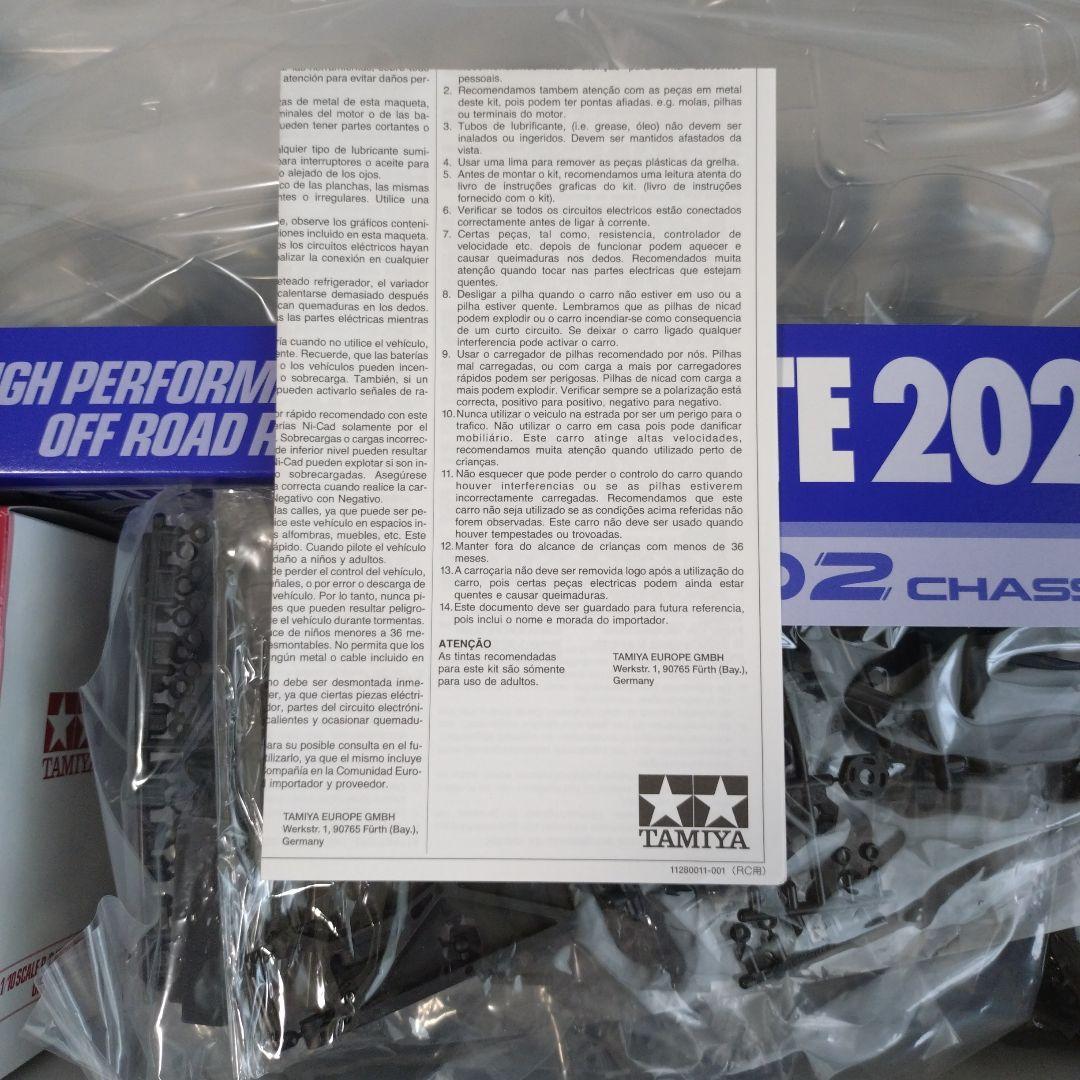 atención para evitar daños per-
as de metal de esta maqueta,
minales del motor o de las ba-
ueden tener partes cortantes o
alquier tipo de lubricante sumi-
ara interruptores o aceite para
o alejado de los ojos.
co de las planchas, las mismas
ntes o irregulares. Utilice una
e, observe los gráficos conteni-
iones incluido en esta maqueta.
s los circuitos eléctricos hayan
alizar la conexión en cualquier
eteado refrigerador, el variador
calentarse demasiado después
can quemaduras en los dedos.
s las partes eléctricas mientras
ría cuando no utilice el vehículo,
ente. Recuerde, que las baterías
o los vehículos pueden incen-
o sobrecarga. También, si un
pueden activarlo señales de ra-
or rápido recomendado con este
erías Ni-Cad solamente por el
Sobrecargas o cargas incorrec-
de inferior nivel pueden resultar
Ni-Cad pueden explotar si son in-
o sobrecargadas. Asegúrese
correcta cuando realice la car-
Negativo con Negativo.
las calles, ya que puede ser pe-
ice este vehículo en espacios in-
s alfombras, muebles, etc. Este
ápido. Cuando pilote el vehículo
daño a niños y adultos.
de perder el control del vehículo,
eñales, o por error o descarga de
vehículo. Por lo tanto, nunca pi-
es que pueden resultar peligro-
e el vehículo durante tormentas.
ce de niños menores a 36 me-
esmontables. No permita que los
ngún metal o cable incluido en
no debe ser desmontada inme-
er, ya que ciertas piezas eléctri-
dor, partes del circuito electróni-
calientes y ocasionar quemadu-
ara su posible consulta en el fu-
tilizarlo, ya que el mismo incluye
ompañía en la Comunidad Euro-
importador y proveedor.
TAMIYA EUROPE GMBH
Werkstr. 1, 90765 Fürth (Bay.),
Germany
pessoais.
2. Recomendamos tambem atenção com as peças em metal
deste kit, pois podem ter pontas afiadas. e.g. molas, pilhas
ou terminais do motor.
3. Tubos de lubrificante, (i.e. grease, óleo) não devem ser
inalados ou ingeridos. Devem ser mantidos afastados da
vista.
4. Usar uma lima para remover as peças plásticas da grelha.
5. Antes de montar o kit, recomendamos uma leitura atenta do
livro de instruções graficas do kit. (livro de instruções
fornecido com o kit).
6. Verificar se todos os circuitos electricos estão conectados
correctamente antes de ligar à corrente.
7. Certas peças, tal como, resistencia, controlador de
velocidade etc. depois de funcionar podem aquecer e
causar queimaduras nos dedos. Recomendados muita
atenção quando tocar nas partes electricas que estejam
quentes.
8. Desligar a pilha quando o carro não estiver em uso ou a
pilha estiver quente. Lembramos que as pilhas de nicad
podem explodir ou o carro incendiar-se como consequencia
de um curto circuito. Se deixar o carro ligado qualquer
interferencia pode activar o carro.
9. Usar o carregador de pilhas recomendado por nós. Pilhas
mal carregadas, ou com carga a mais por carregadores
rápidos podem ser perigosas. Pilhas de nicad com carga a
mais podem explodir. Verificar sempre se a polarização está
correcta, positivo para positivo, negativo para negativo.
10. Nunca utilizar o veiculo na estrada por ser um perigo para o
trafico. Não utilizar o carro em casa pois pode danificar
mobiliário. Este carro atinge altas velocidades,
recomendamos muita atenção quando utilizado perto de
crianças.
11. Não esquecer que pode perder o controlo do carro quando
houver interferencias ou se as pilhas estiverem
incorrectamente carregadas. Recomendamos que este
carro não seja utilizado se as condições acima referidas não
forem observadas. Este carro não deve ser usado quando
houver tempestades ou trovoadas.
12. Manter fora do alcance de crianças com menos de 36
meses.
13. A carroçaria não deve ser removida logo após a utilização do
carro, pois certas peças electricas podem ainda estar
quentes e causar queimaduras.
14. Este documento deve ser guardado para futura referencia,
pois inclui o nome e morada do importador.
ATENÇÃO
As tintas recomendadas
para este kit são sómente
para uso de adultos.
TAMIYA EUROPE GMBH
Werkstr. 1, 90765 Fürth (Bay.),
Germany
TAMIYA
11280011-001 (RC用)
IGH PERFORM
OFF ROAD R
TE 202
02 CHASS
TAMIYA
1/10 SCALE R